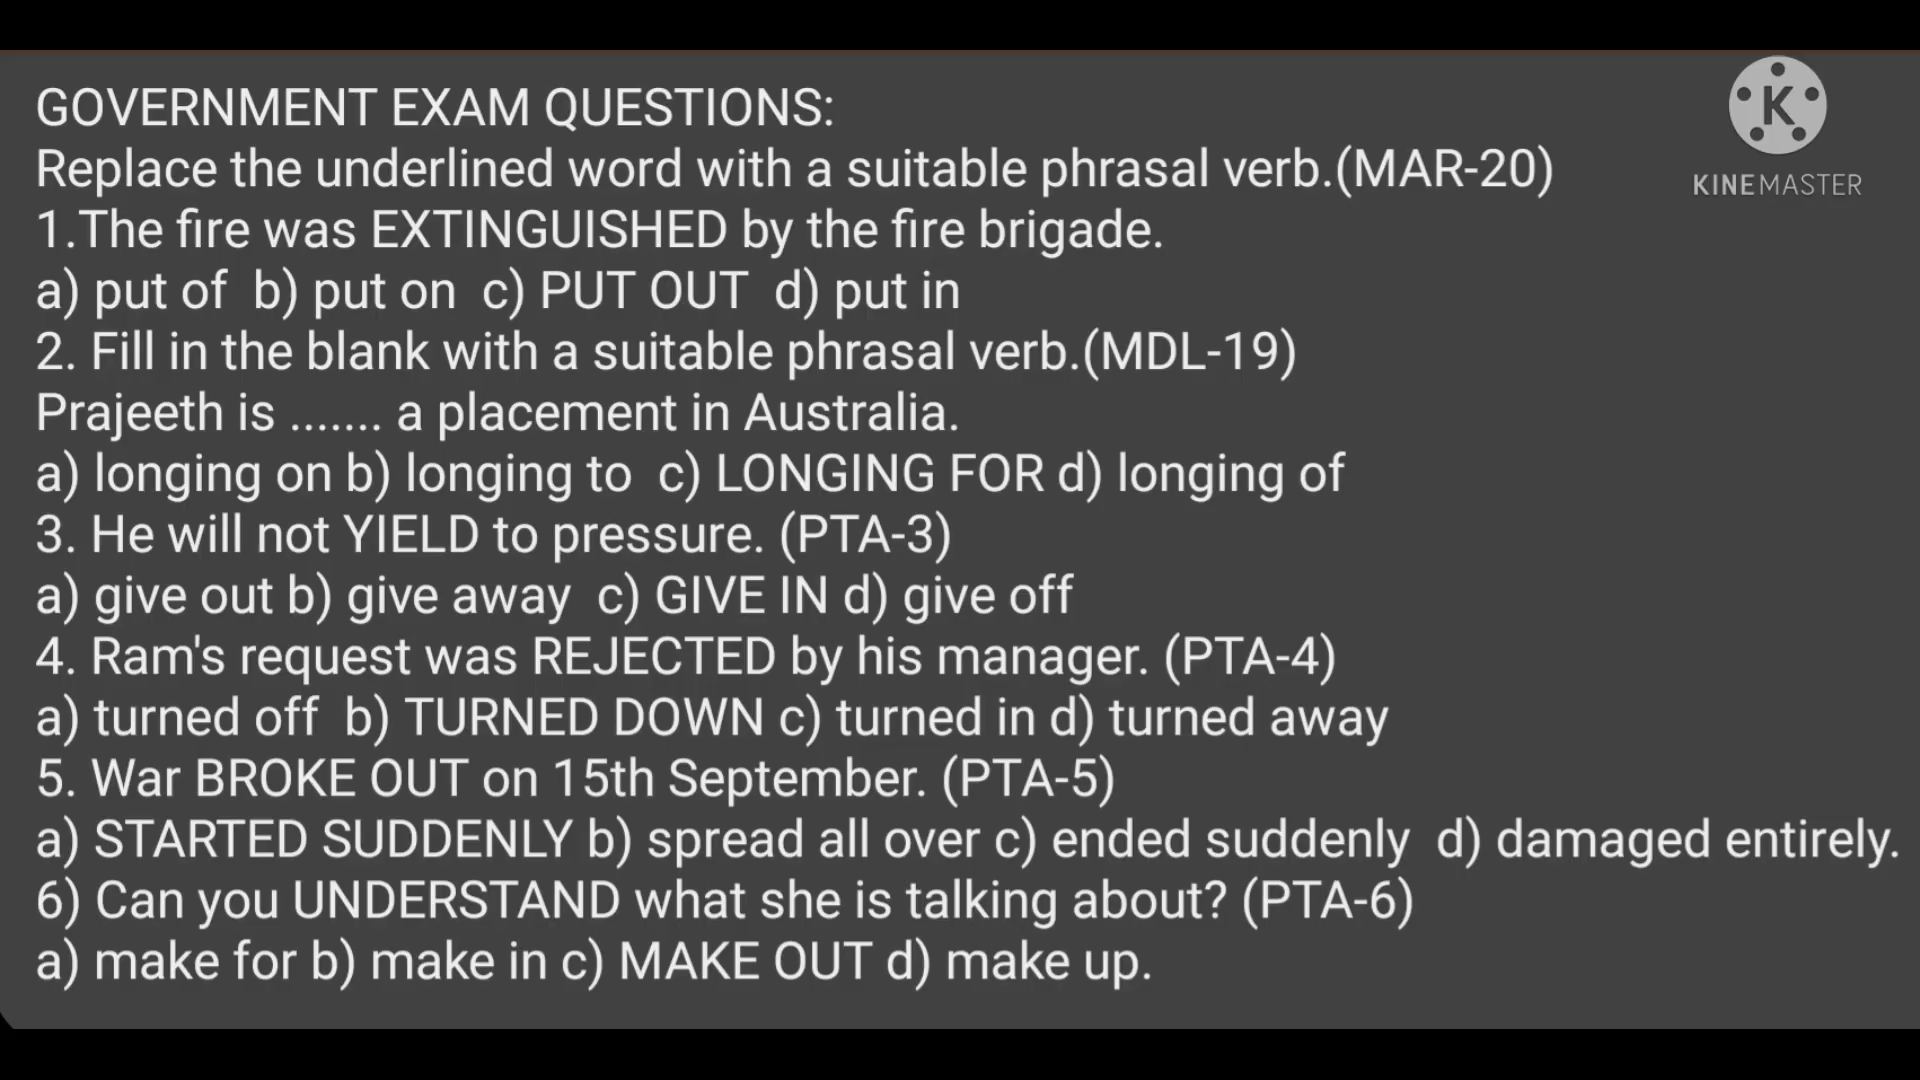 GOVERNMENT EXAM QUESTIONS:
Replace the underlined word with a suitable phrasal verb.(MAR-20)
1.The fire was EXTINGUISHED by the fire brigade.
a) put of  b) put on  c) PUT OUT  d) put in
2. Fill in the blank with a suitable phrasal verb.(MDL-19)
Prajeeth is ....... a placement in Australia.
a) longing on b) longing to  c) LONGING FOR d) longing of
3. He will not YIELD to pressure. (PTA-3)
a) give out b) give away  c) GIVE IN d) give off
4. Ram's request was REJECTED by his manager. (PTA-4)
a) turned off  b) TURNED DOWN c) turned in d) turned away
5. War BROKE OUT on 15th September. (PTA-5)
a) STARTED SUDDENLY b) spread all over c) ended suddenly  d) damaged entirely.
6) Can you UNDERSTAND what she is talking about? (PTA-6)
a) make for b) make in c) MAKE OUT d) make up.
K
KINEMASTER